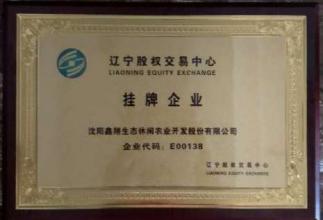 辽宁股权交易中心
LIAONING EQUITY EXCHANGE
挂牌企业
沈阳鑫翔生态休闲农业开发股份有限公司
企业代码：E00138
辽宁股权交易中心
LIAONING EQUITY EXCHANGE